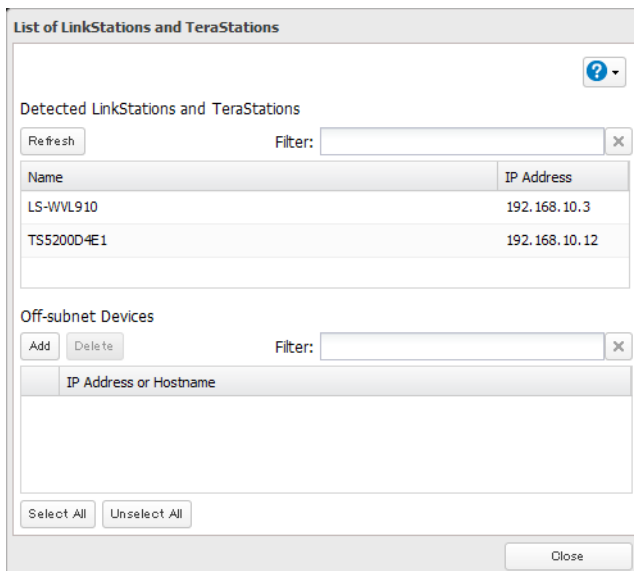 List of LinkStations and TeraStations
?
Detected LinkStations and TeraStations
Refresh Filter:
Name IP Address
LS-WVL910 192.168.10.3
TS5200D4E1 192.168.10.12
Off-subnet Devices
Add Delete Filter:
IP Address or Hostname
Select All Unselect All
Close